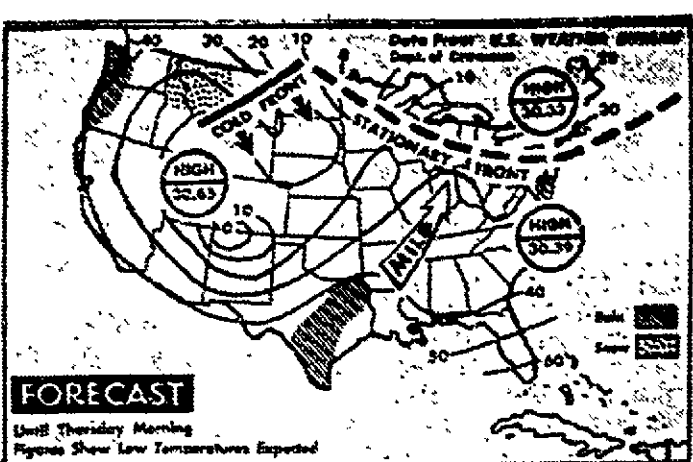 Data From U.S. WEATHER BUREAU
Dept. of Commerce
40
30
20
10
10
20
30
COLD FRONT
STATIONARY FRONT
HIGH
30.33
HIGH
30.63
HIGH
30.39
10
0
MILD
40
50
60
Rain
Snow
FORECAST
Until Thursday Morning
Figures Show Low Temperatures Expected